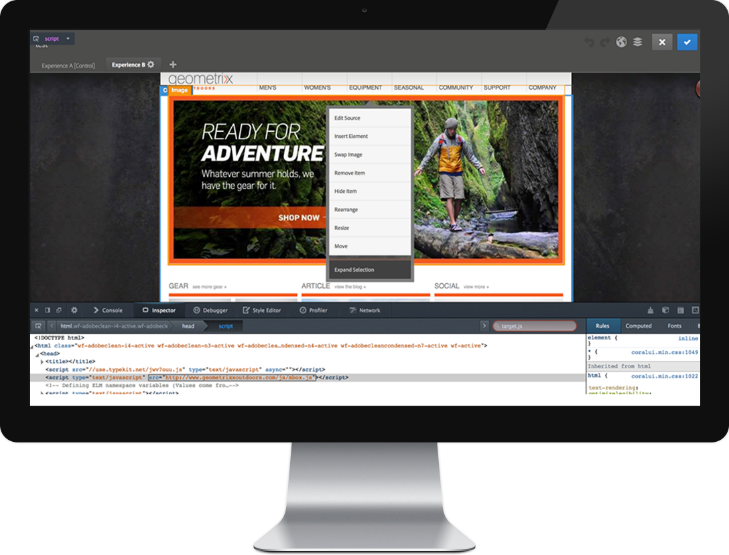 script
test
Experience A [Control]
Experience B
+
geometrixx
MEN'S WOMEN'S EQUIPMENT SEASONAL COMMUNITY SUPPORT COMPANY
Image
READY FOR
ADVENTURE
Whatever summer holds, we
have the gear for it.
SHOP NOW
Edit Source
Insert Element
Swap Image
Remove Item
Hide Item
Rearrange
Resize
Move
Expand Selection
GEAR see more gear »
ARTICLE view the blog »
SOCIAL view more »
Console Inspector Debugger Style Editor Profiler Network
html.wf-adobeclean-i4-active.wf-adobecle head script
target.js
Rules Computed Fonts
<!DOCTYPE html>
<html class="wf-adobeclean-i4-active wf-adobeclean-n3-active wf-adobeclean-n7-active wf-adobeclea…ndensed-n4-active wf-adobecleancondensed-n7-active wf-active">
<head>
<title></title>
<script src="//use.typekit.net/jwv7ouu.js" type="text/javascript" async=""></script>
<script type="text/javascript" src="http://www.geometrixxoutdoors.com/js/mbox.js"></script>
<!-- Defining ELM namespace variables (Values come fro…-->
<script type="text/javascript"></script>
element { inline
}
* { coralui.min.css:1049
}
Inherited from html
html { coralui.min.css:1022
text-rendering: